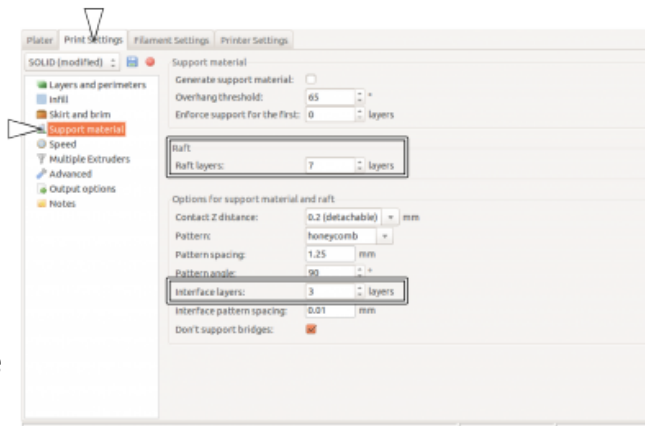 Plater Print Settings Filament Settings Printer Settings
SOLID (modified)
Support material
Layers and perimeters
Generate support material:
Infill
Overhang threshold: 65 °
Skirt and brim
Enforce support for the first: 0 layers
Support material
Speed
Raft
Multiple Extruders
Raft layers: 7 layers
Advanced
Output options
Notes
Options for support material and raft
Contact Z distance: 0.2 (detachable) mm
Pattern: honeycomb
Pattern spacing: 1.25 mm
Pattern angle: 90 °
Interface layers: 3 layers
Interface pattern spacing: 0.01 mm
Don't support bridges: